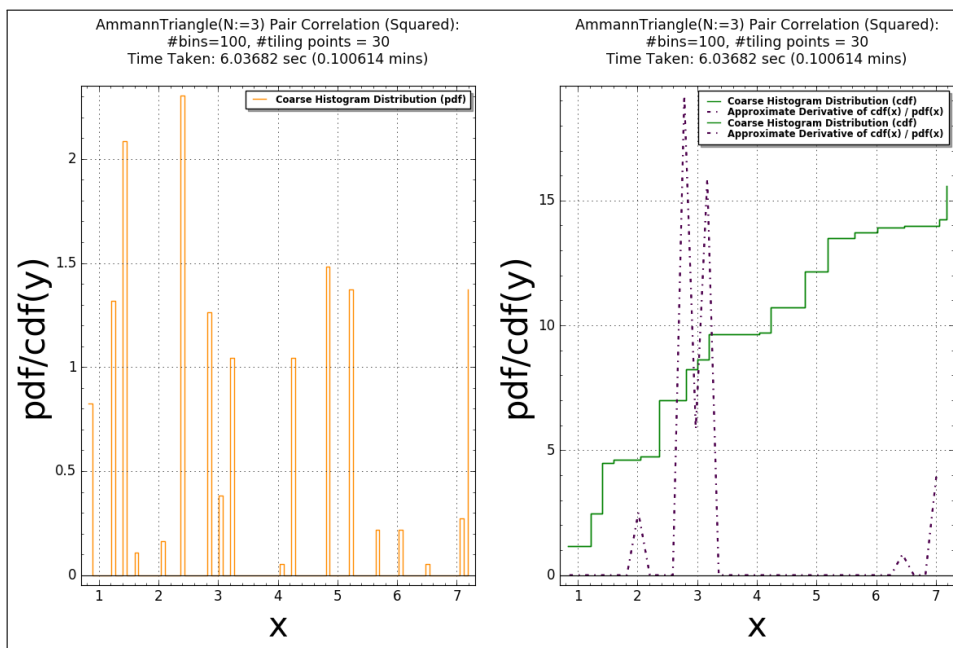 AmmannTriangle(N:=3) Pair Correlation (Squared):
#bins=100, #tiling points = 30
Time Taken: 6.03682 sec (0.100614 mins)
Coarse Histogram Distribution (pdf)
2
1.5
1
0.5
0
pdf/cdf(y)
1 2 3 4 5 6 7
X
AmmannTriangle(N:=3) Pair Correlation (Squared):
#bins=100, #tiling points = 30
Time Taken: 6.03682 sec (0.100614 mins)
Coarse Histogram Distribution (cdf)
Approximate Derivative of cdf(x) / pdf(x)
Coarse Histogram Distribution (cdf)
Approximate Derivative of cdf(x) / pdf(x)
15
10
5
0
pdf/cdf(y)
1 2 3 4 5 6 7
X